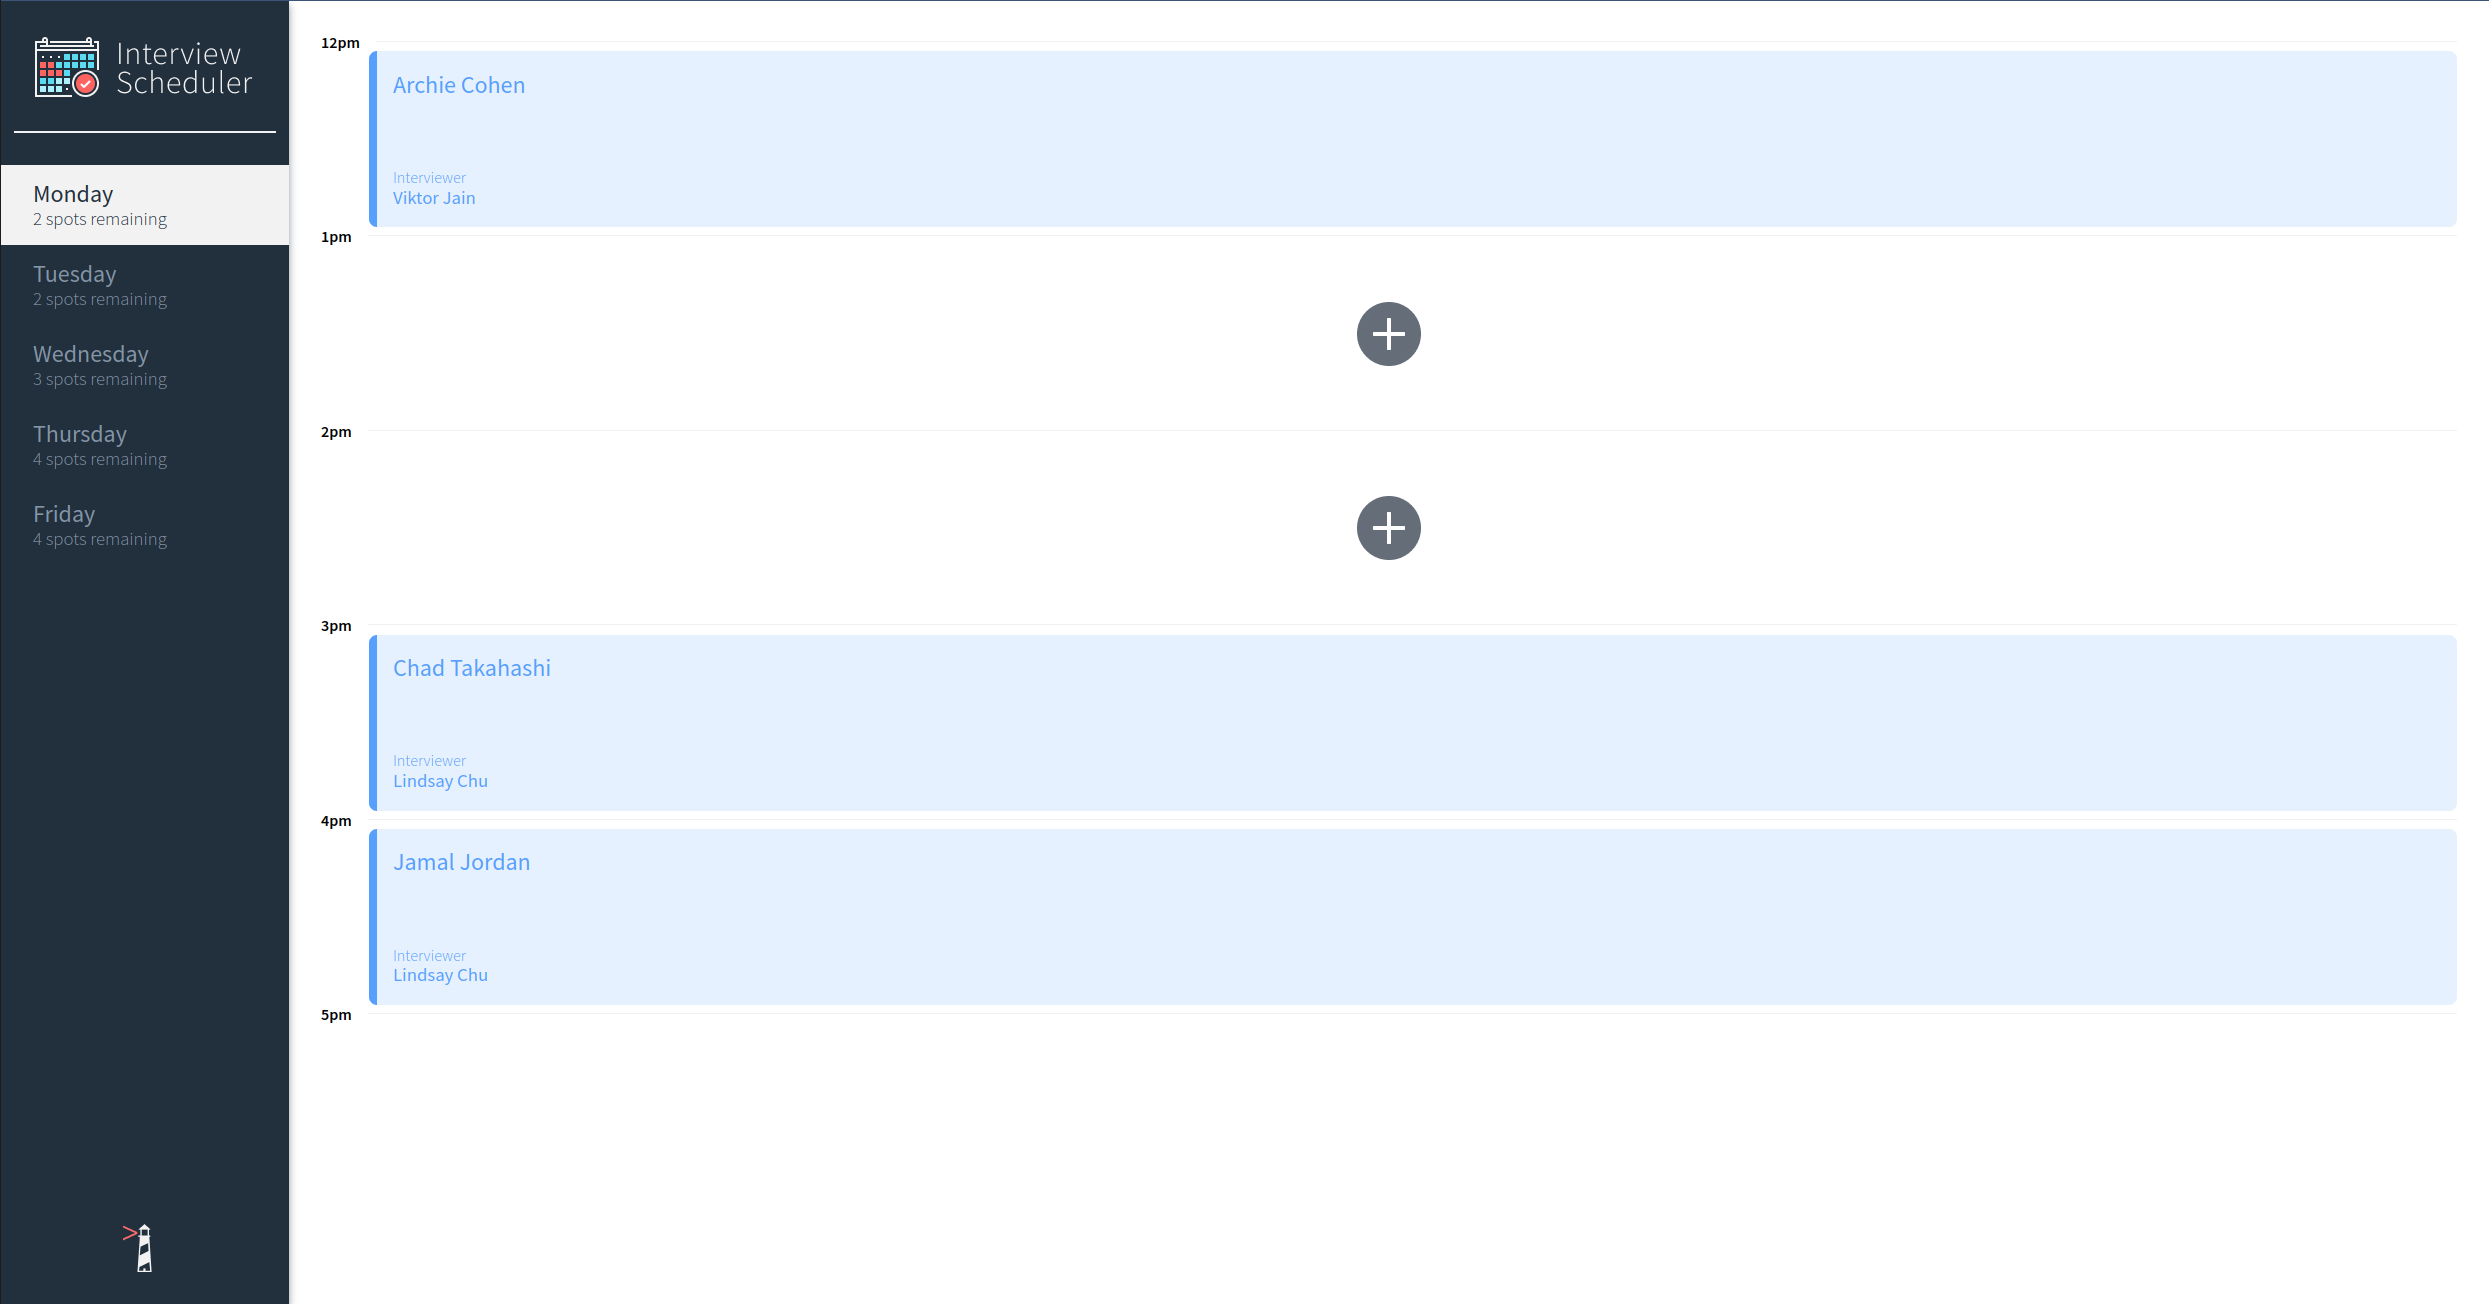 Interview
Scheduler
Monday
2 spots remaining
Tuesday
2 spots remaining
Wednesday
3 spots remaining
Thursday
4 spots remaining
Friday
4 spots remaining
12pm
Archie Cohen
Interviewer
Viktor Jain
1pm
2pm
3pm
Chad Takahashi
Interviewer
Lindsay Chu
4pm
Jamal Jordan
Interviewer
Lindsay Chu
5pm